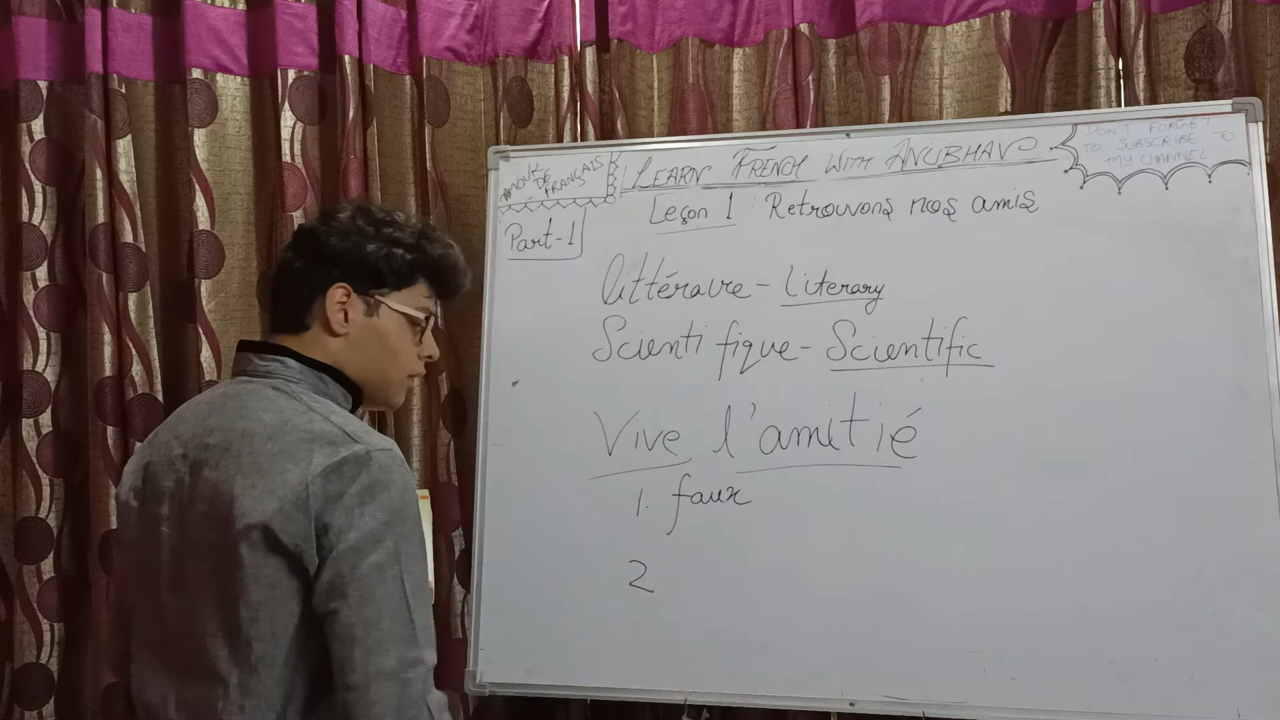 AMOUR
DE
FRANÇAIS
LEARN FRENCH WITH ANUBHAV
DON'T FORGET
TO SUBSCRIBE TO
MY CHANNEL
Part-1
Leçon 1 : Retrouvons nos amis
littéraire - Literary
Scientifique - Scientific
Vive l'amitié
1. faux
2